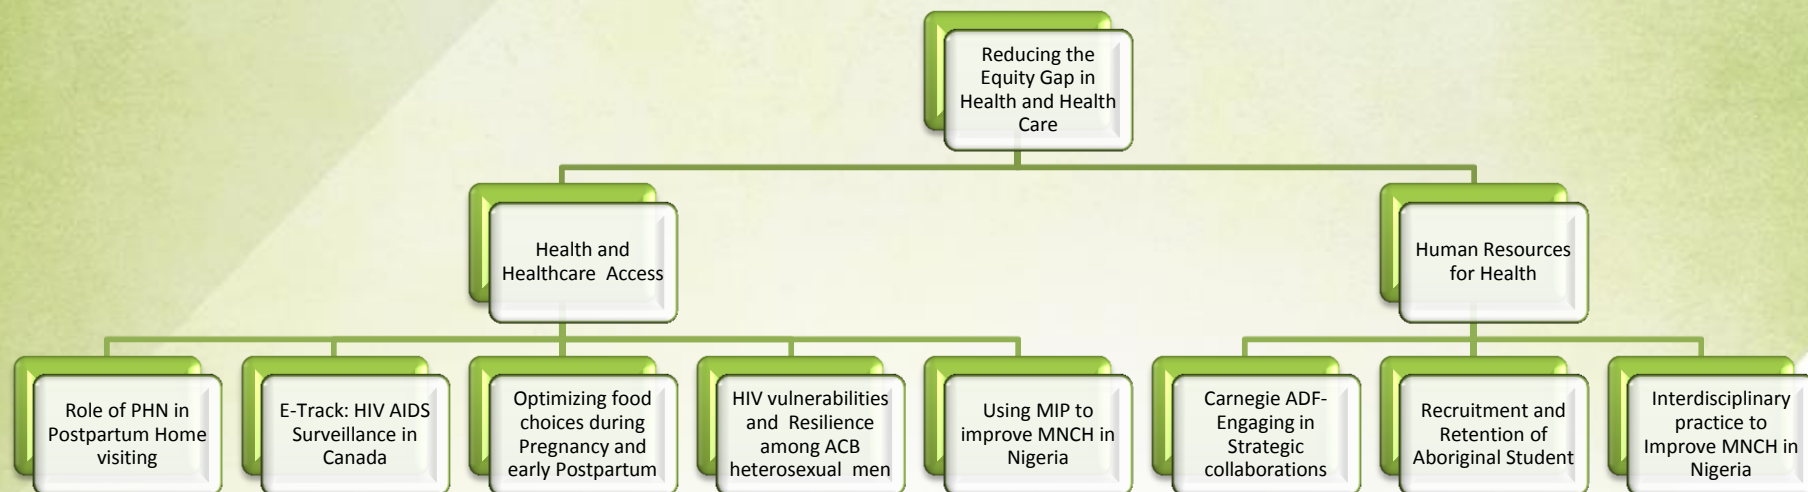 Reducing the
Equity Gap in
Health and Health
Care
Health and
Healthcare  Access
Human Resources
for Health
Role of PHN in
Postpartum Home
visiting
E-Track: HIV AIDS
Surveillance in
Canada
Optimizing food
choices during
Pregnancy and
early Postpartum
HIV vulnerabilities
and  Resilience
among ACB
heterosexual  men
Using MIP to
improve MNCH in
Nigeria
Carnegie ADF-
Engaging in
Strategic
collaborations
Recruitment and
Retention of
Aboriginal Student
Interdisciplinary
practice to
Improve MNCH in
Nigeria